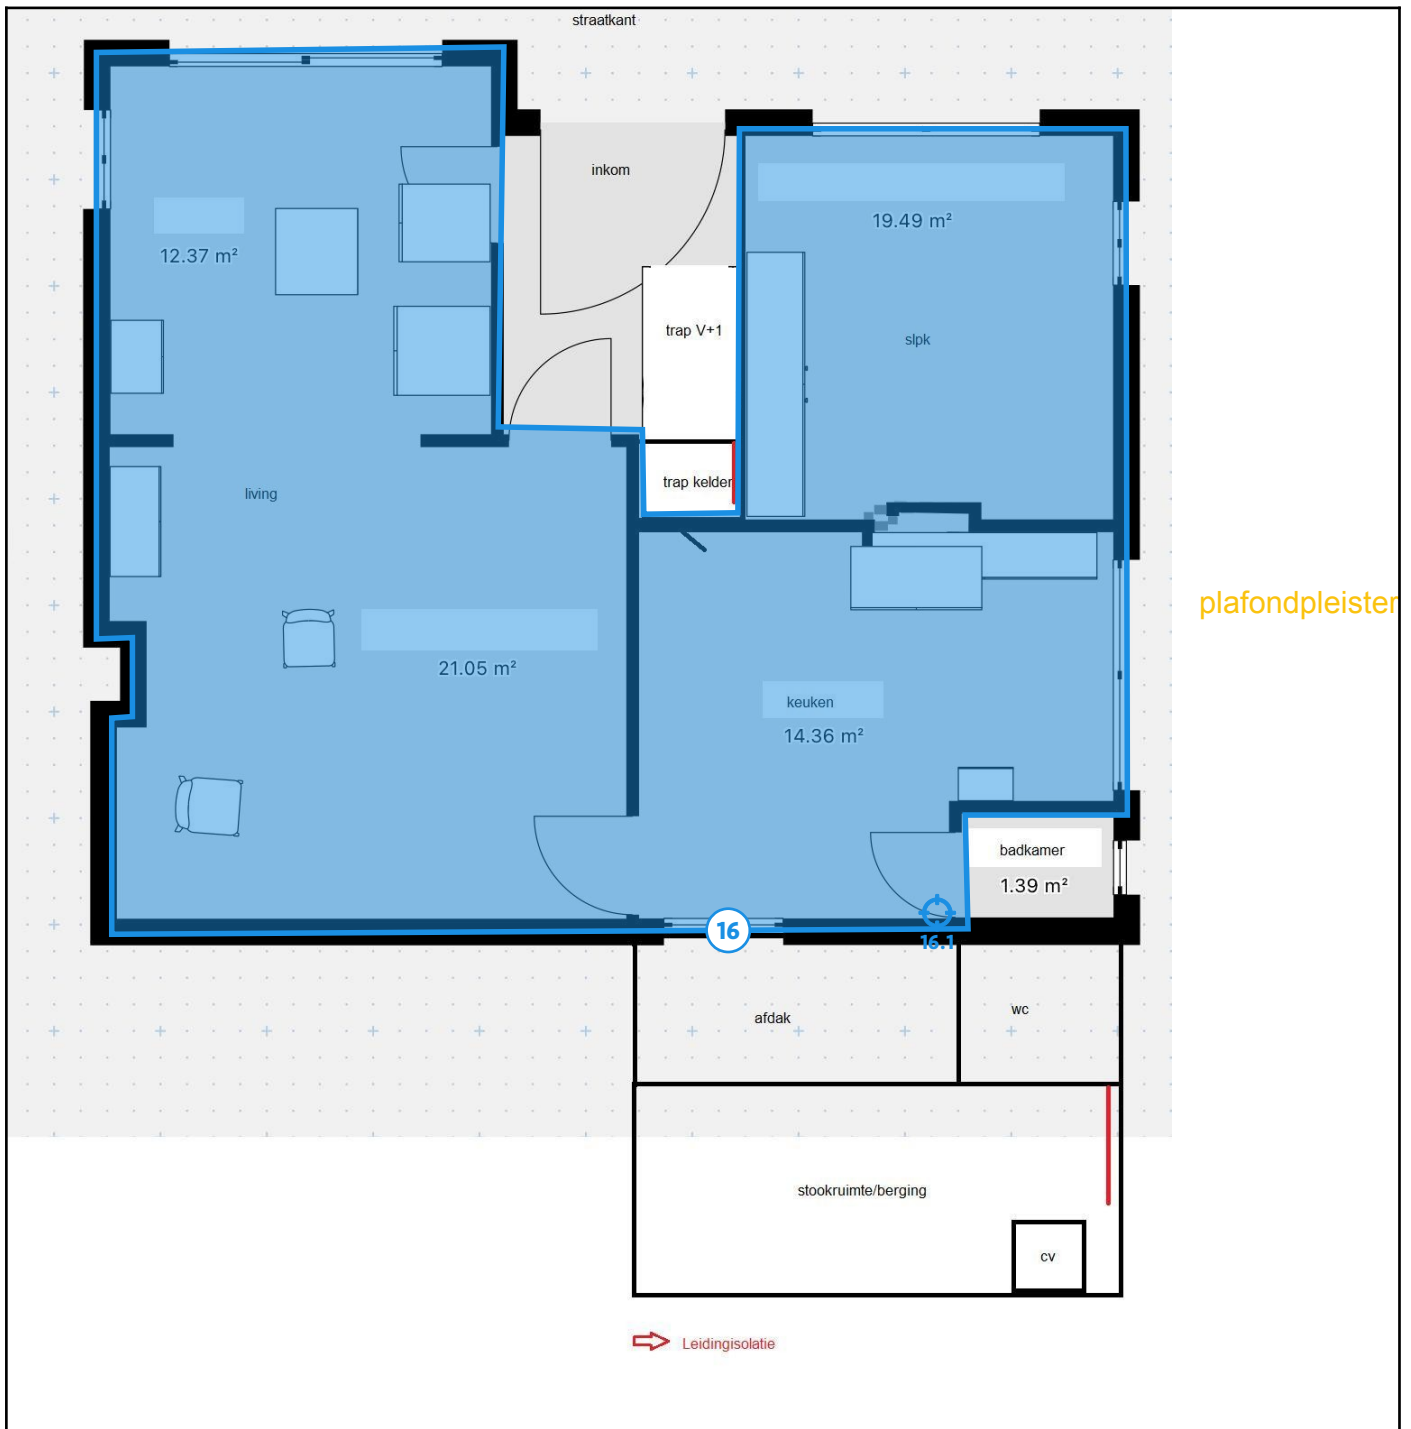 straatkant
inkom
12.37 m²
19.49 m²
trap V+1
slpk
trap kelder
living
plafondpleister
21.05 m²
keuken
14.36 m²
badkamer
1.39 m²
16
16.1
afdak
wc
stookruimte/berging
cv
Leidingisolatie